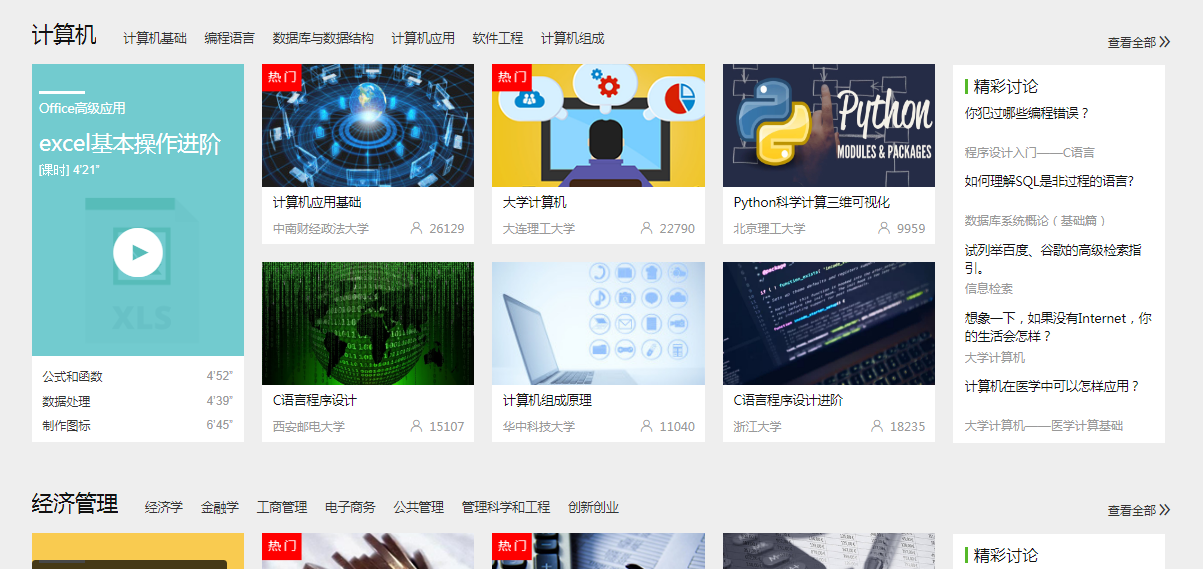 计算机 计算机基础 编程语言 数据库与数据结构 计算机应用 软件工程 计算机组成 查看全部
Office高级应用
excel基本操作进阶
[课时] 4'21"
XLS
公式和函数 4'52"
数据处理 4'39"
制作图标 6'45"
热门
计算机应用基础
中南财经政法大学 26129
热门
大学计算机
大连理工大学 22790
Python
MODULES & PACKAGES
Python科学计算三维可视化
北京理工大学 9959
C语言程序设计
西安邮电大学 15107
计算机组成原理
华中科技大学 11040
C语言程序设计进阶
浙江大学 18235
精彩讨论
你犯过哪些编程错误？
程序设计入门——C语言
如何理解SQL是非过程的语言?
数据库系统概论（基础篇）
试列举百度、谷歌的高级检索指
引。
信息检索
想象一下，如果没有Internet，你
的生活会怎样？
大学计算机
计算机在医学中可以怎样应用？
大学计算机——医学计算基础
经济管理 经济学 金融学 工商管理 电子商务 公共管理 管理科学和工程 创新创业 查看全部
热门
热门
精彩讨论